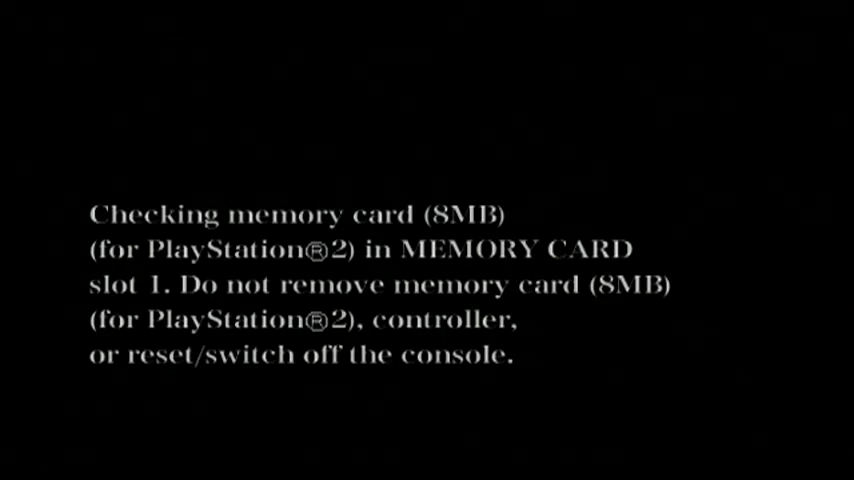 Checking memory card (8MB)
(for PlayStation®2) in MEMORY CARD
slot 1. Do not remove memory card (8MB)
(for PlayStation®2), controller,
or reset/switch off the console.